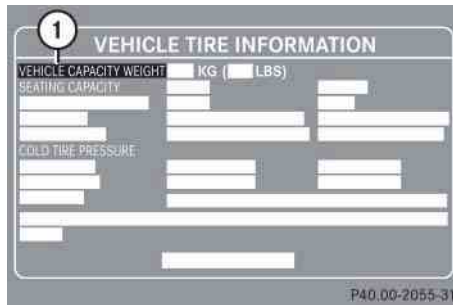 1
VEHICLE TIRE INFORMATION
VEHICLE CAPACITY WEIGHT KG ( LBS)
SEATING CAPACITY
COLD TIRE PRESSURE
P40.00-2055-31